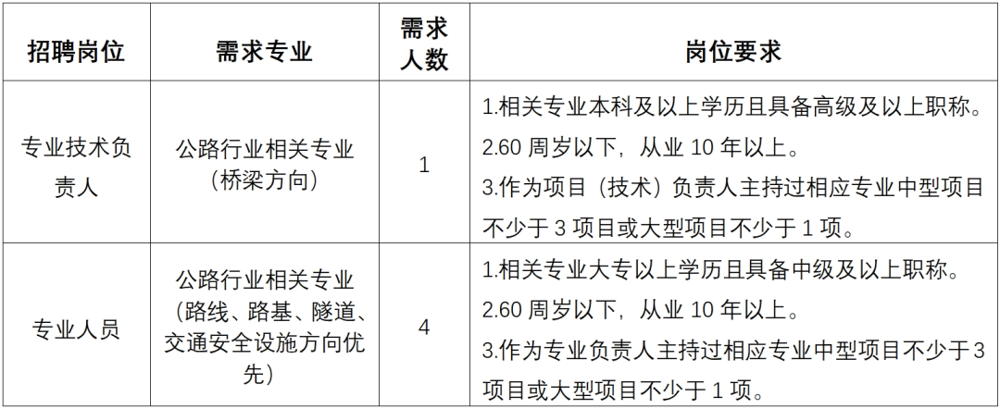 招聘岗位
需求专业
需求
人数
岗位要求
专业技术负
责人
公路行业相关专业
（桥梁方向）
1
1.相关专业本科及以上学历且具备高级及以上职称。
2.60 周岁以下，从业 10 年以上。
3.作为项目（技术）负责人主持过相应专业中型项目
不少于 3 项目或大型项目不少于 1 项。
专业人员
公路行业相关专业
（路线、路基、隧道、
交通安全设施方向优
先）
4
1.相关专业大专以上学历且具备中级及以上职称。
2.60 周岁以下，从业 10 年以上。
3.作为专业负责人主持过相应专业中型项目不少于 3
项目或大型项目不少于 1 项。